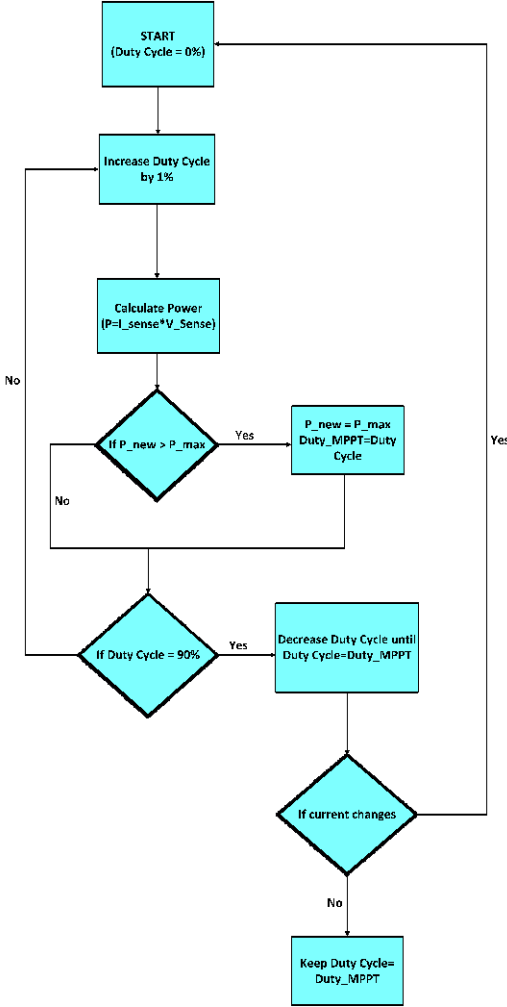 START
(Duty Cycle = 0%)
Increase Duty Cycle
by 1%
Calculate Power
(P=I_sense*V_Sense)
No
If P_new > P_max
Yes
P_new = P_max
Duty_MPPT=Duty
Cycle
Yes
No
If Duty Cycle = 90%
Yes
Decrease Duty Cycle until
Duty Cycle=Duty_MPPT
If current changes
No
Keep Duty Cycle=
Duty_MPPT